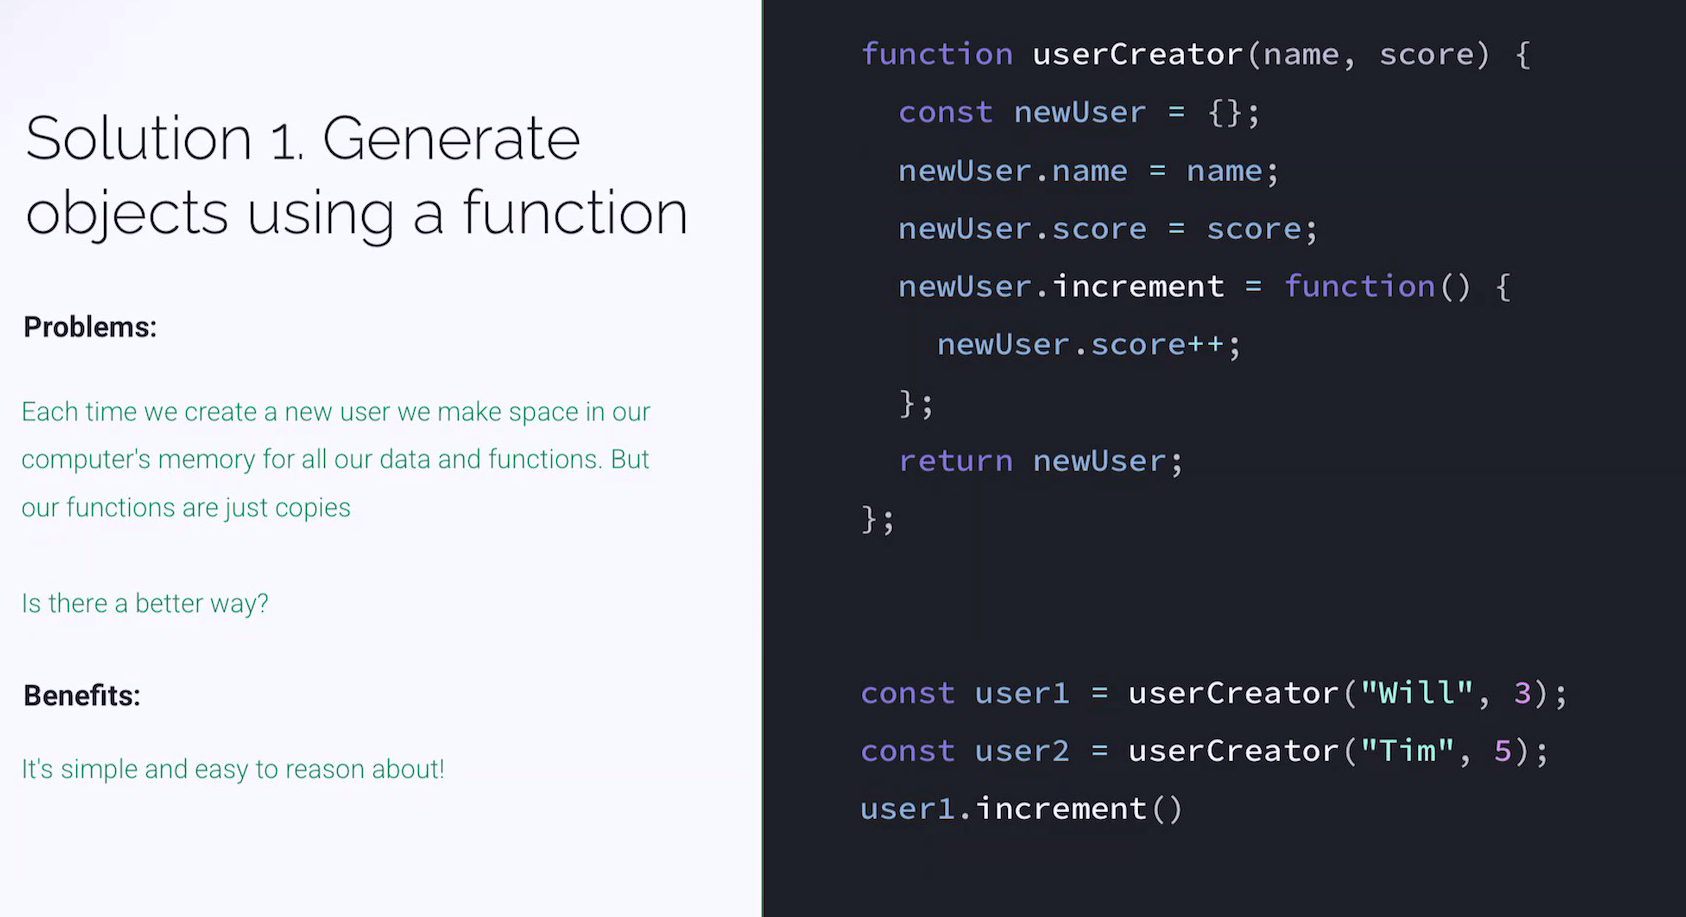 Solution 1. Generate
objects using a function
Problems:
Each time we create a new user we make space in our
computer's memory for all our data and functions. But
our functions are just copies
Is there a better way?
Benefits:
It's simple and easy to reason about!
function userCreator(name, score) {
  const newUser = {};
  newUser.name = name;
  newUser.score = score;
  newUser.increment = function() {
    newUser.score++;
  };
  return newUser;
};
const user1 = userCreator("Will", 3);
const user2 = userCreator("Tim", 5);
user1.increment()